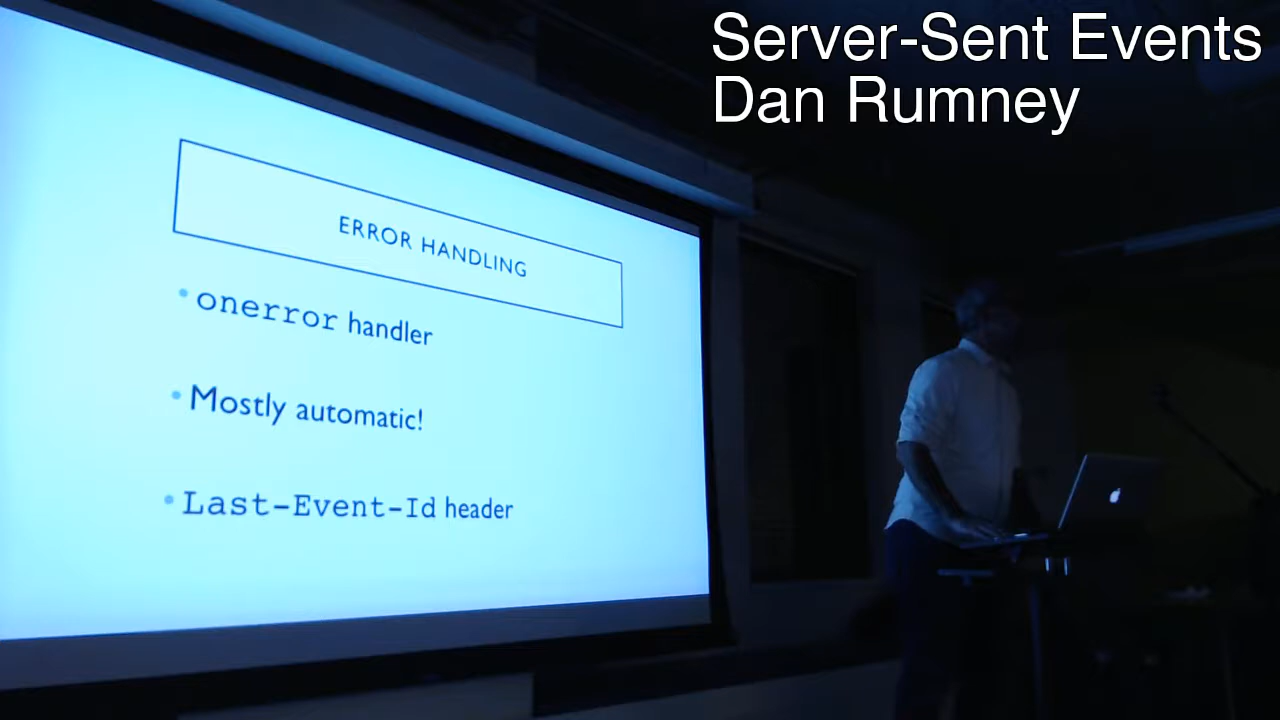 Server-Sent Events
Dan Rumney
ERROR HANDLING
• onerror handler
• Mostly automatic!
• Last-Event-Id header